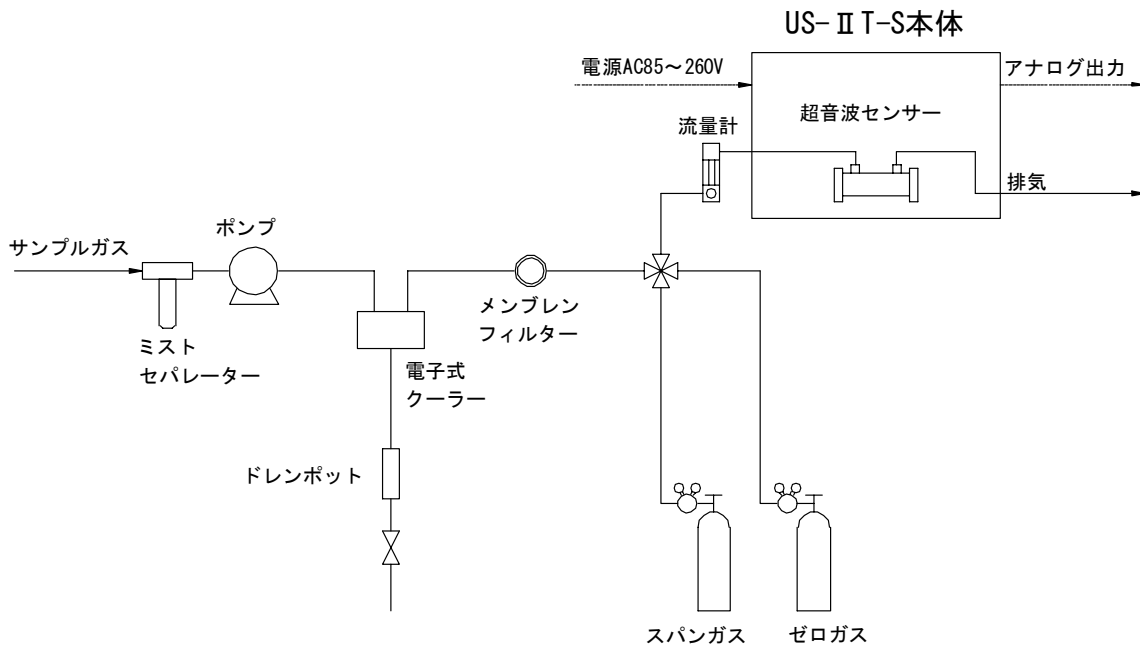 US-ⅡT-S本体
電源AC85～260V
アナログ出力
超音波センサー
流量計
排気
ポンプ
サンプルガス
メンブレン
フィルター
ミスト
セパレーター
電子式
クーラー
ドレンポット
スパンガス
ゼロガス